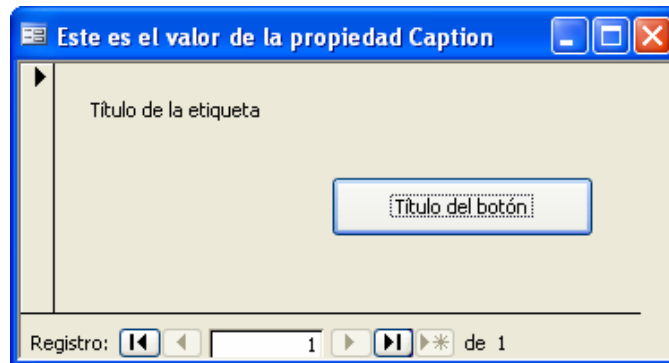 Este es el valor de la propiedad Caption
Título de la etiqueta
Título del botón
Registro: 1 de 1